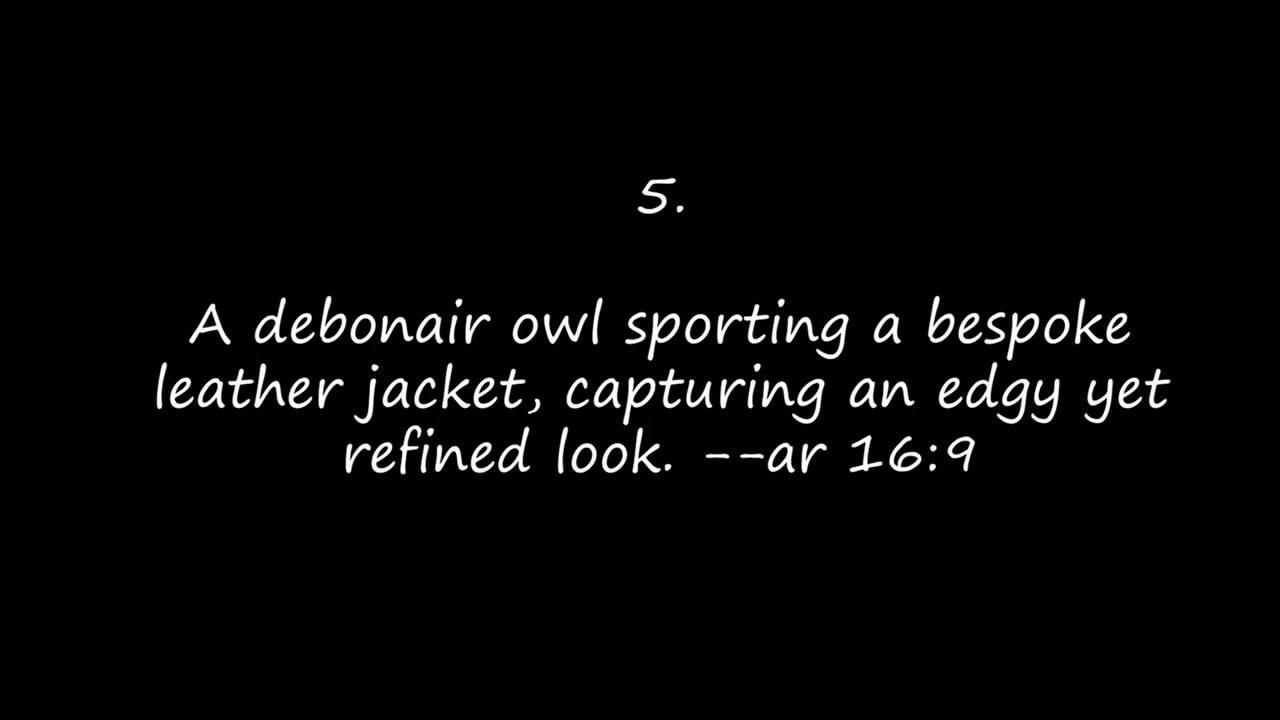 5.
A debonair owl sporting a bespoke
leather jacket, capturing an edgy yet
refined look. --ar 16:9